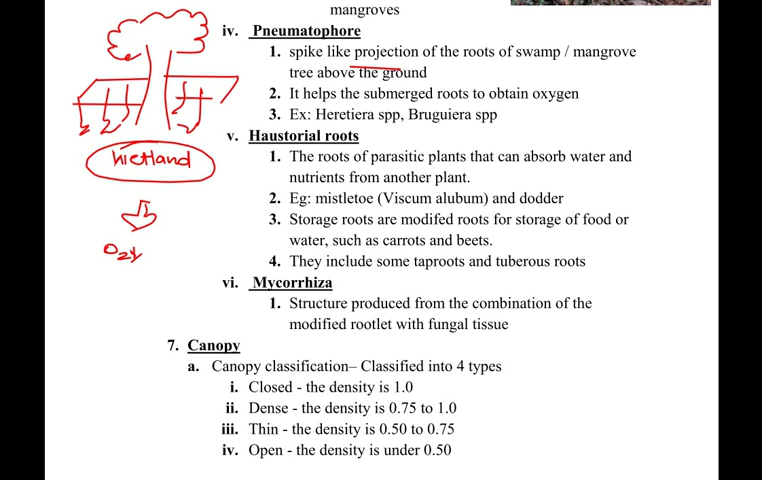 mangroves
iv. Pneumatophore
1. spike like projection of the roots of swamp / mangrove
tree above the ground
2. It helps the submerged roots to obtain oxygen
3. Ex: Heretiera spp, Bruguiera spp
v. Haustorial roots
1. The roots of parasitic plants that can absorb water and
nutrients from another plant.
2. Eg: mistletoe (Viscum alubum) and dodder
3. Storage roots are modifed roots for storage of food or
water, such as carrots and beets.
4. They include some taproots and tuberous roots
vi. Mycorrhiza
1. Structure produced from the combination of the
modified rootlet with fungal tissue
7. Canopy
a. Canopy classification– Classified into 4 types
i. Closed - the density is 1.0
ii. Dense - the density is 0.75 to 1.0
iii. Thin - the density is 0.50 to 0.75
iv. Open - the density is under 0.50
wetland